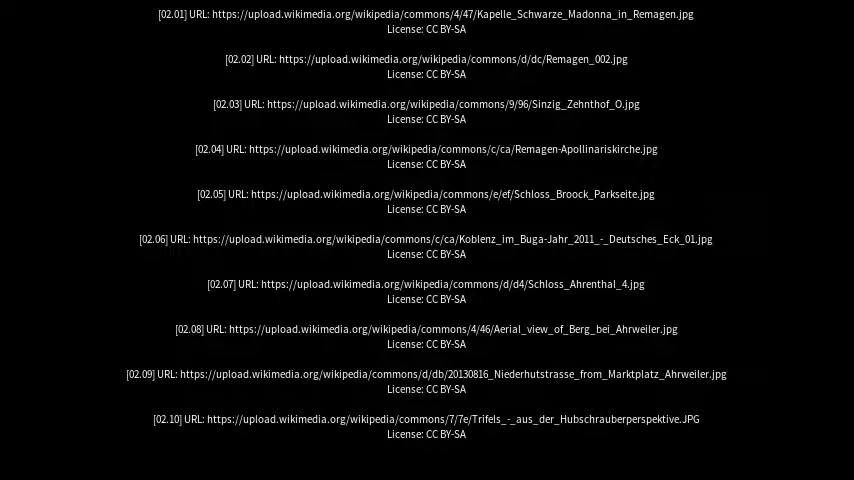 [02.01] URL: https://upload.wikimedia.org/wikipedia/commons/4/47/Kapelle_Schwarze_Madonna_in_Remagen.jpg
License: CC BY-SA
[02.02] URL: https://upload.wikimedia.org/wikipedia/commons/d/dc/Remagen_002.jpg
License: CC BY-SA
[02.03] URL: https://upload.wikimedia.org/wikipedia/commons/9/96/Sinzig_Zehnthof_O.jpg
License: CC BY-SA
[02.04] URL: https://upload.wikimedia.org/wikipedia/commons/c/ca/Remagen-Apollinariskirche.jpg
License: CC BY-SA
[02.05] URL: https://upload.wikimedia.org/wikipedia/commons/e/ef/Schloss_Broock_Parkseite.jpg
License: CC BY-SA
[02.06] URL: https://upload.wikimedia.org/wikipedia/commons/c/ca/Koblenz_im_Buga-Jahr_2011_-_Deutsches_Eck_01.jpg
License: CC BY-SA
[02.07] URL: https://upload.wikimedia.org/wikipedia/commons/d/d4/Schloss_Ahrenthal_4.jpg
License: CC BY-SA
[02.08] URL: https://upload.wikimedia.org/wikipedia/commons/4/46/Aerial_view_of_Berg_bei_Ahrweiler.jpg
License: CC BY-SA
[02.09] URL: https://upload.wikimedia.org/wikipedia/commons/d/db/20130816_Niederhutstrasse_from_Marktplatz_Ahrweiler.jpg
License: CC BY-SA
[02.10] URL: https://upload.wikimedia.org/wikipedia/commons/7/7e/Trifels_-_aus_der_Hubschrauberperspektive.JPG
License: CC BY-SA